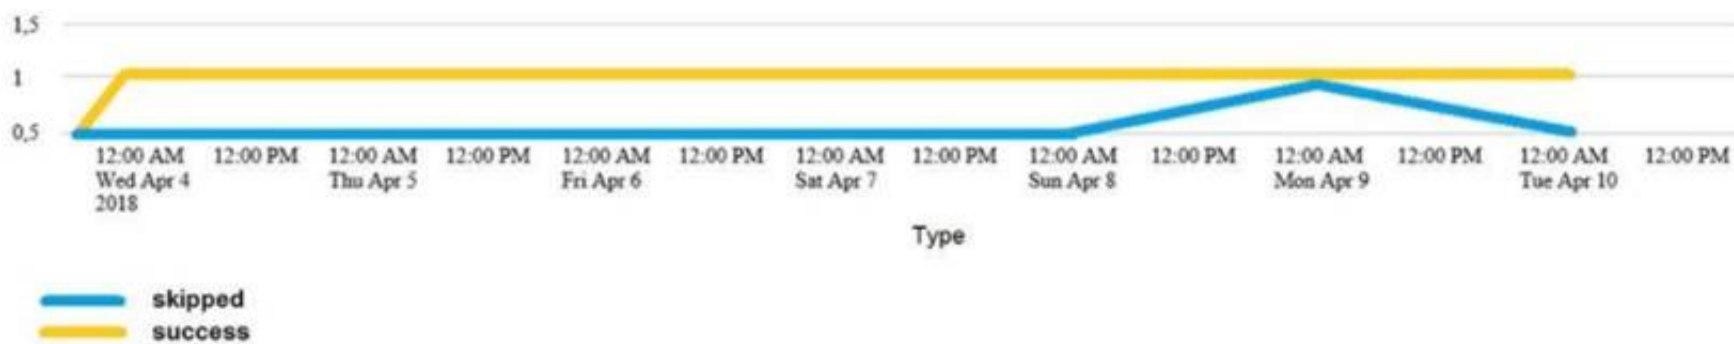 1,5
1
0,5
12:00 AM 12:00 PM 12:00 AM 12:00 PM 12:00 AM 12:00 PM 12:00 AM 12:00 PM 12:00 AM 12:00 PM 12:00 AM 12:00 PM 12:00 AM 12:00 PM
Wed Apr 4 Thu Apr 5 Fri Apr 6 Sat Apr 7 Sun Apr 8 Mon Apr 9 Tue Apr 10
2018
Type
skipped
success